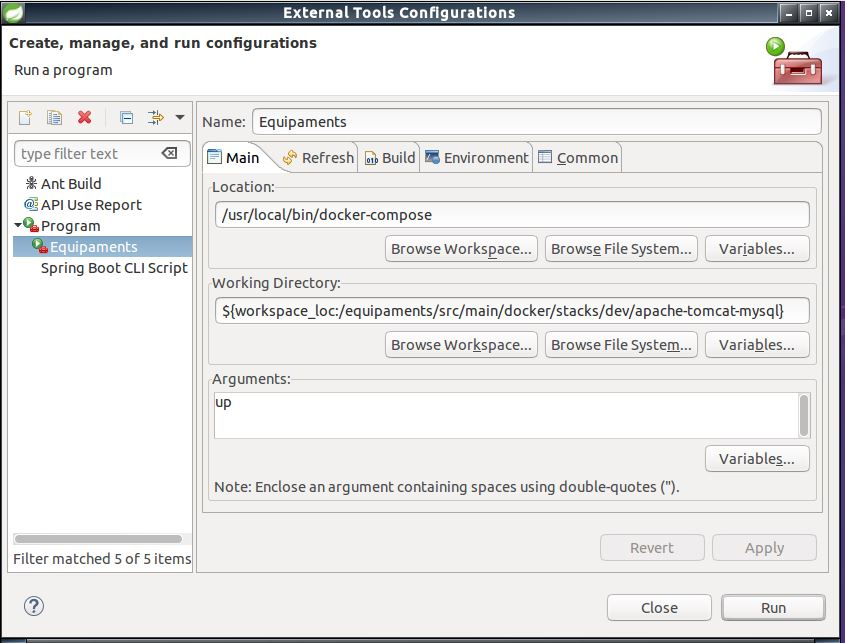 External Tools Configurations
Create, manage, and run configurations
Run a program
type filter text
Ant Build
API Use Report
Program
Equipaments
Spring Boot CLI Script
Filter matched 5 of 5 items
Name: Equipaments
Main Refresh 010 Build Environment Common
Location:
/usr/local/bin/docker-compose
Browse Workspace... Browse File System... Variables...
Working Directory:
${workspace_loc:/equipaments/src/main/docker/stacks/dev/apache-tomcat-mysql}
Browse Workspace... Browse File System... Variables...
Arguments:
up
Variables...
Note: Enclose an argument containing spaces using double-quotes (").
Revert Apply
? Close Run